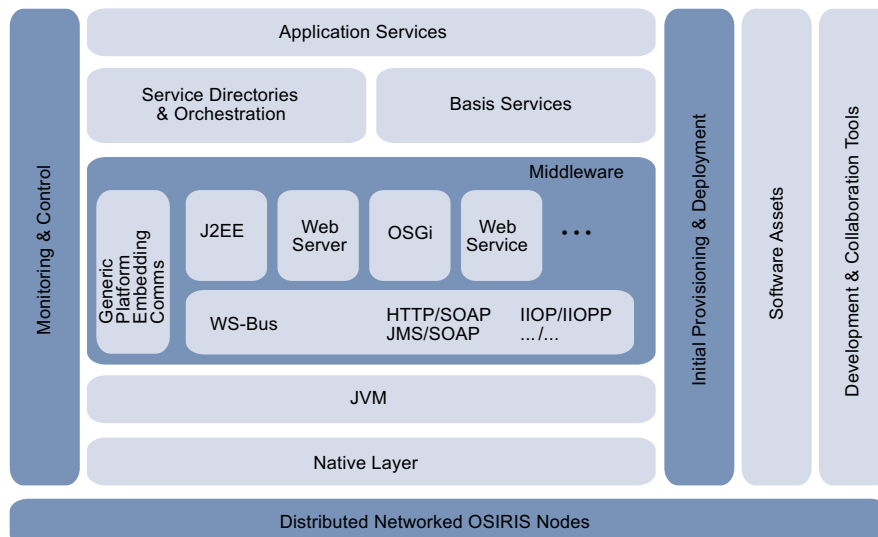 Monitoring & Control
Application Services
Service Directories
& Orchestration
Basis Services
Middleware
Generic
Platform
Embedding
Comms
J2EE
Web
Server
OSGi
Web
Service
...
WS-Bus
HTTP/SOAP
JMS/SOAP
IIOP/IIOPP
.../...
JVM
Native Layer
Initial Provisioning & Deployment
Software Assets
Development & Collaboration Tools
Distributed Networked OSIRIS Nodes